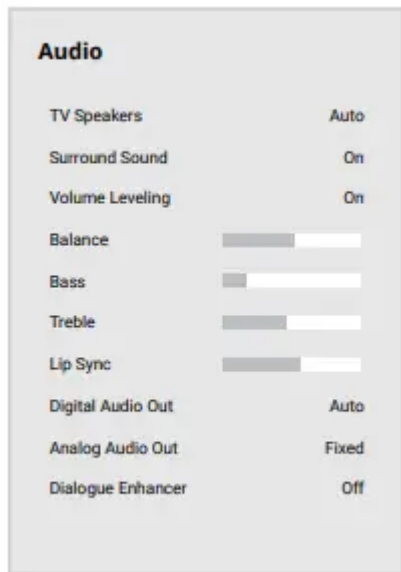 Audio
TV Speakers Auto
Surround Sound On
Volume Leveling On
Balance
Bass
Treble
Lip Sync
Digital Audio Out Auto
Analog Audio Out Fixed
Dialogue Enhancer Off